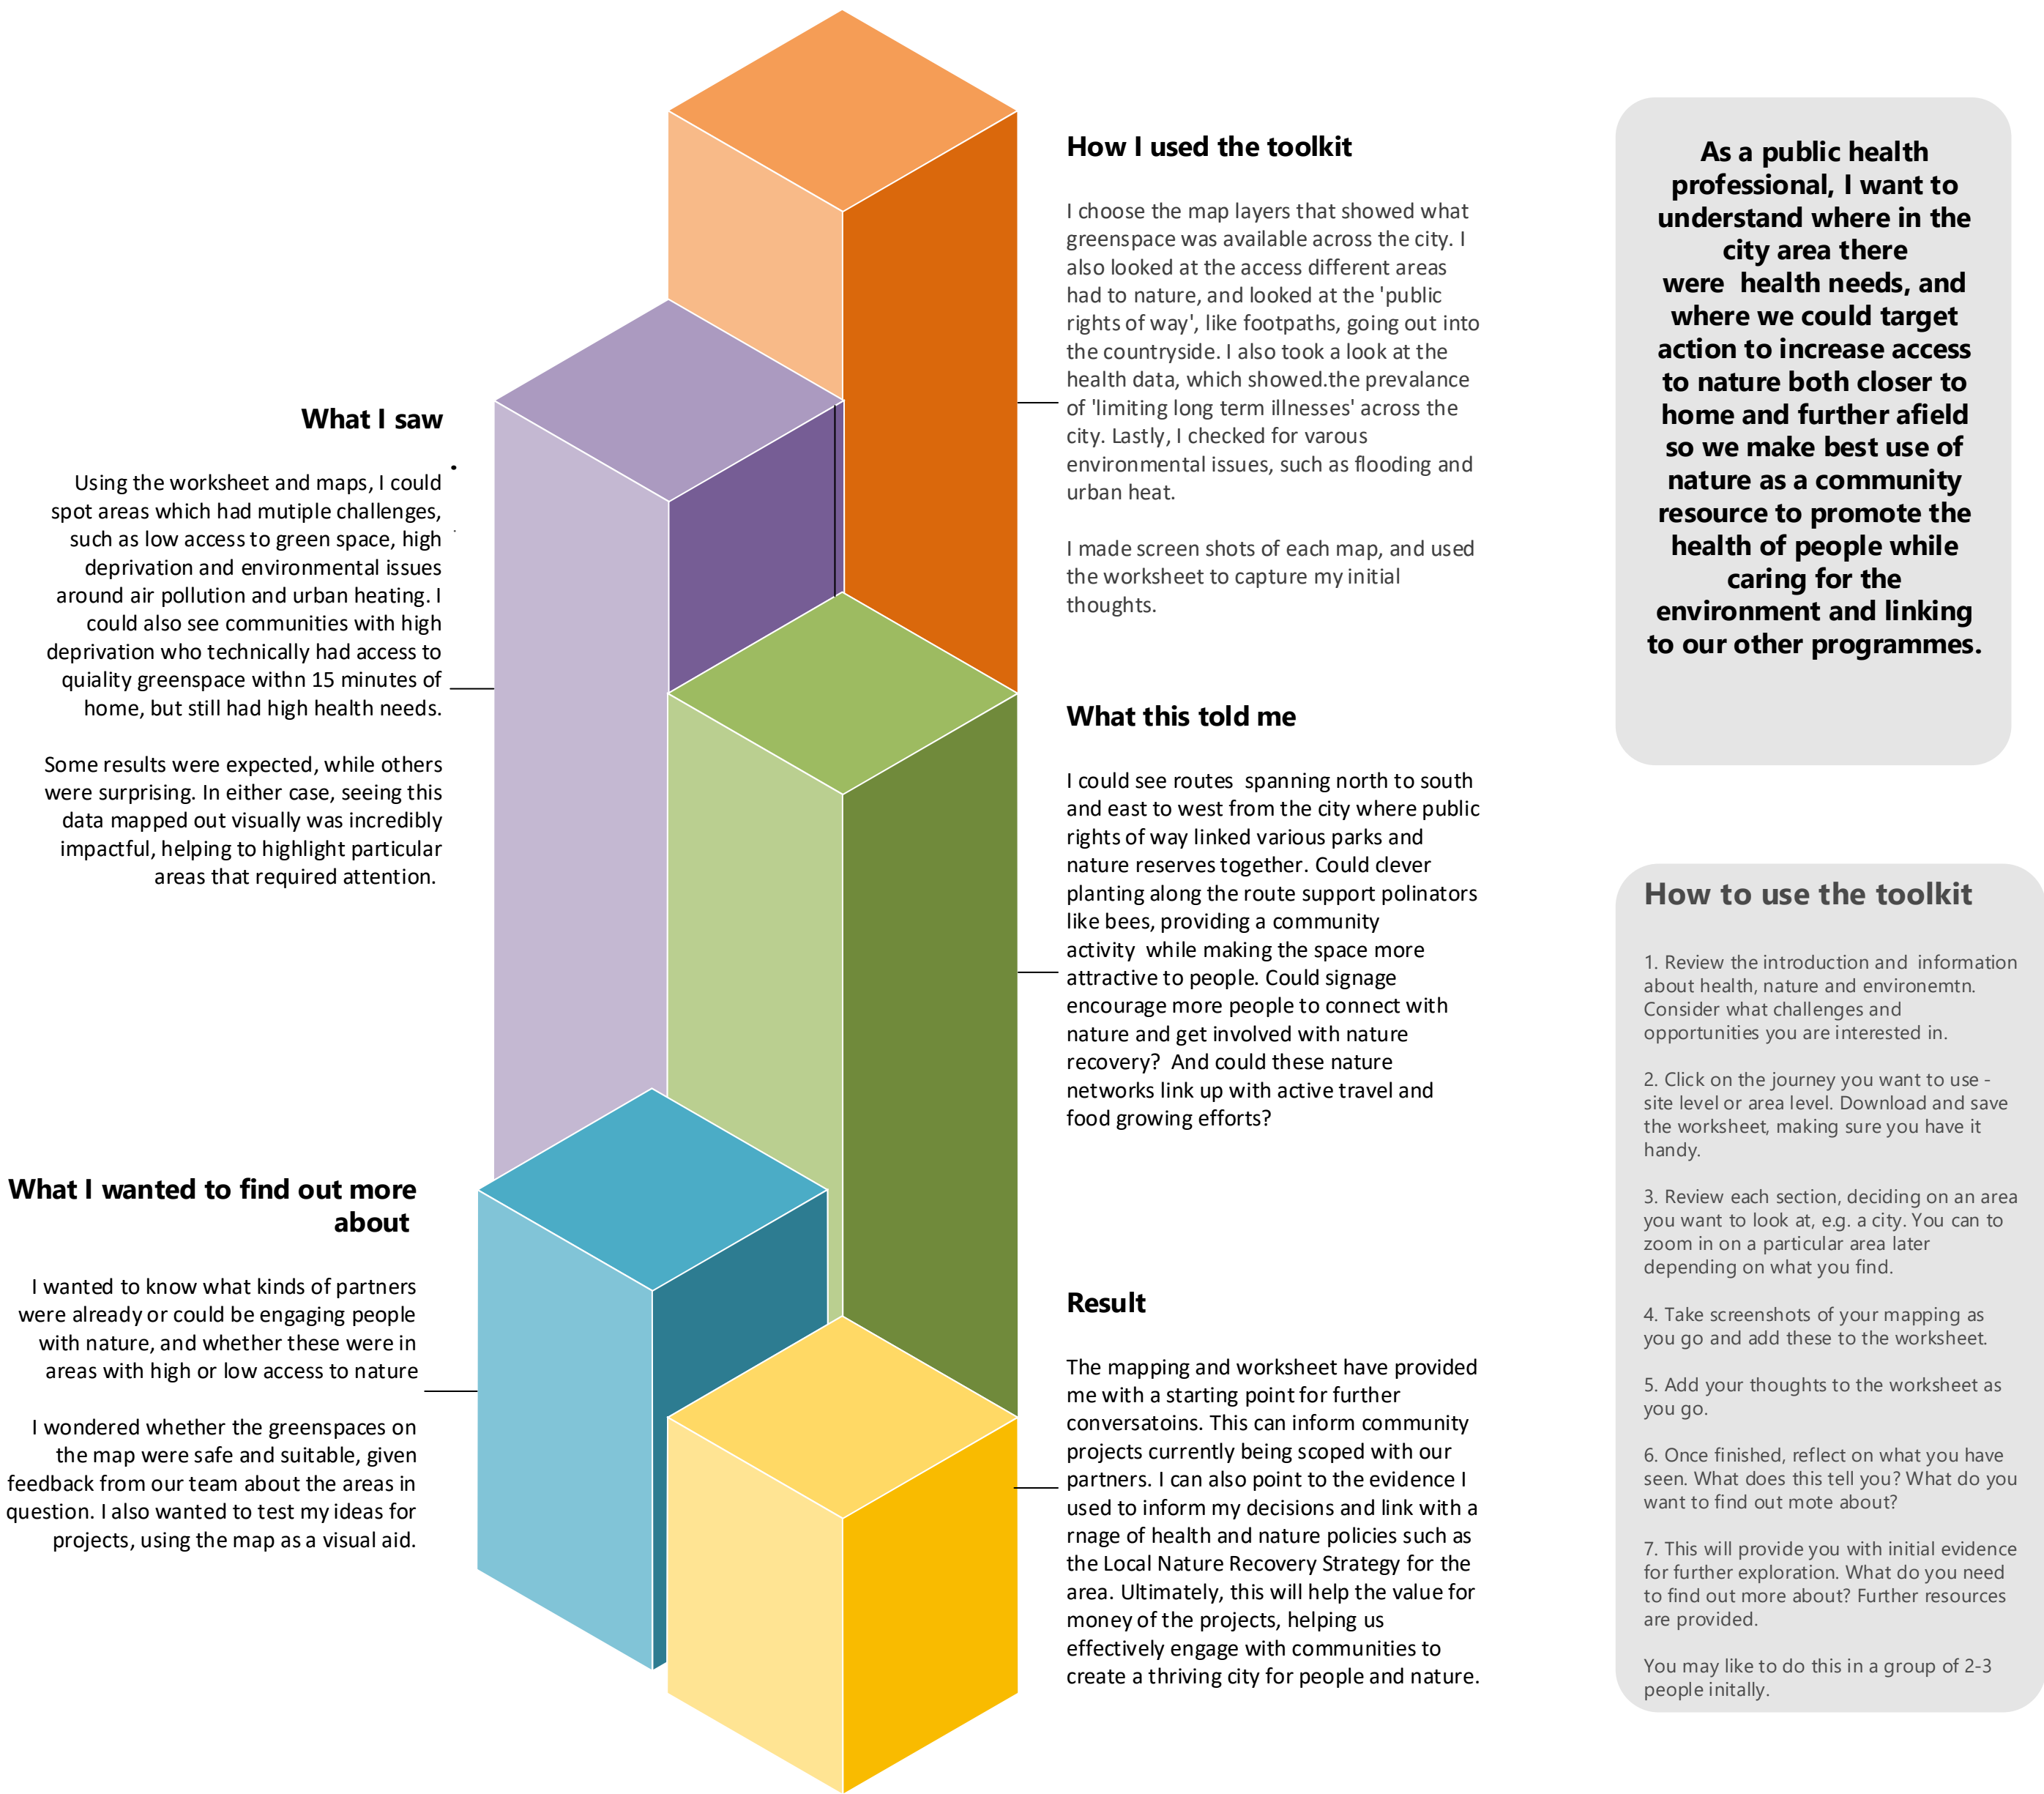 How I used the toolkit
I choose the map layers that showed what
greenspace was available across the city. I
also looked at the access different areas
had to nature, and looked at the 'public
rights of way', like footpaths, going out into
the countryside. I also took a look at the
health data, which showed.the prevalance
of 'limiting long term illnesses' across the
city. Lastly, I checked for varous
environmental issues, such as flooding and
urban heat.
I made screen shots of each map, and used
the worksheet to capture my initial
thoughts.
What I saw
Using the worksheet and maps, I could
spot areas which had mutiple challenges,
such as low access to green space, high
deprivation and environmental issues
around air pollution and urban heating. I
could also see communities with high
deprivation who technically had access to
quiality greenspace withn 15 minutes of
home, but still had high health needs.
Some results were expected, while others
were surprising. In either case, seeing this
data mapped out visually was incredibly
impactful, helping to highlight particular
areas that required attention.
What this told me
I could see routes  spanning north to south
and east to west from the city where public
rights of way linked various parks and
nature reserves together. Could clever
planting along the route support polinators
like bees, providing a community
activity  while making the space more
attractive to people. Could signage
encourage more people to connect with
nature and get involved with nature
recovery?  And could these nature
networks link up with active travel and
food growing efforts?
What I wanted to find out more
about
I wanted to know what kinds of partners
were already or could be engaging people
with nature, and whether these were in
areas with high or low access to nature
I wondered whether the greenspaces on
the map were safe and suitable, given
feedback from our team about the areas in
question. I also wanted to test my ideas for
projects, using the map as a visual aid.
Result
The mapping and worksheet have provided
me with a starting point for further
conversatoins. This can inform community
projects currently being scoped with our
partners. I can also point to the evidence I
used to inform my decisions and link with a
rnage of health and nature policies such as
the Local Nature Recovery Strategy for the
area. Ultimately, this will help the value for
money of the projects, helping us
effectively engage with communities to
create a thriving city for people and nature.
As a public health
professional, I want to
understand where in the
city area there
were  health needs, and
where we could target
action to increase access
to nature both closer to
home and further afield
so we make best use of
nature as a community
resource to promote the
health of people while
caring for the
environment and linking
to our other programmes.
How to use the toolkit
1. Review the introduction and  information
about health, nature and environemtn.
Consider what challenges and
opportunities you are interested in.
2. Click on the journey you want to use -
site level or area level. Download and save
the worksheet, making sure you have it
handy.
3. Review each section, deciding on an area
you want to look at, e.g. a city. You can to
zoom in on a particular area later
depending on what you find.
4. Take screenshots of your mapping as
you go and add these to the worksheet.
5. Add your thoughts to the worksheet as
you go.
6. Once finished, reflect on what you have
seen. What does this tell you? What do you
want to find out mote about?
7. This will provide you with initial evidence
for further exploration. What do you need
to find out more about? Further resources
are provided.
You may like to do this in a group of 2-3
people initally.